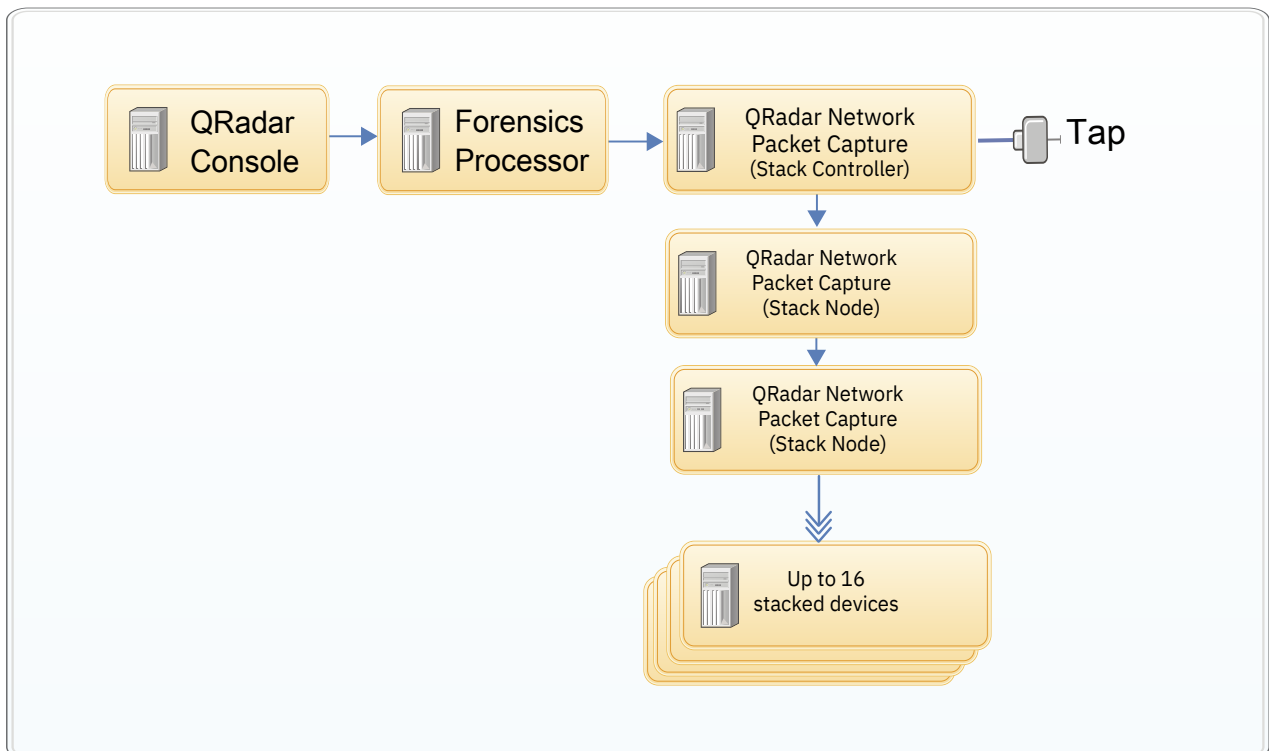 QRadar
Console
Forensics
Processor
QRadar Network
Packet Capture
(Stack Controller)
Tap
QRadar Network
Packet Capture
(Stack Node)
QRadar Network
Packet Capture
(Stack Node)
Up to 16
stacked devices